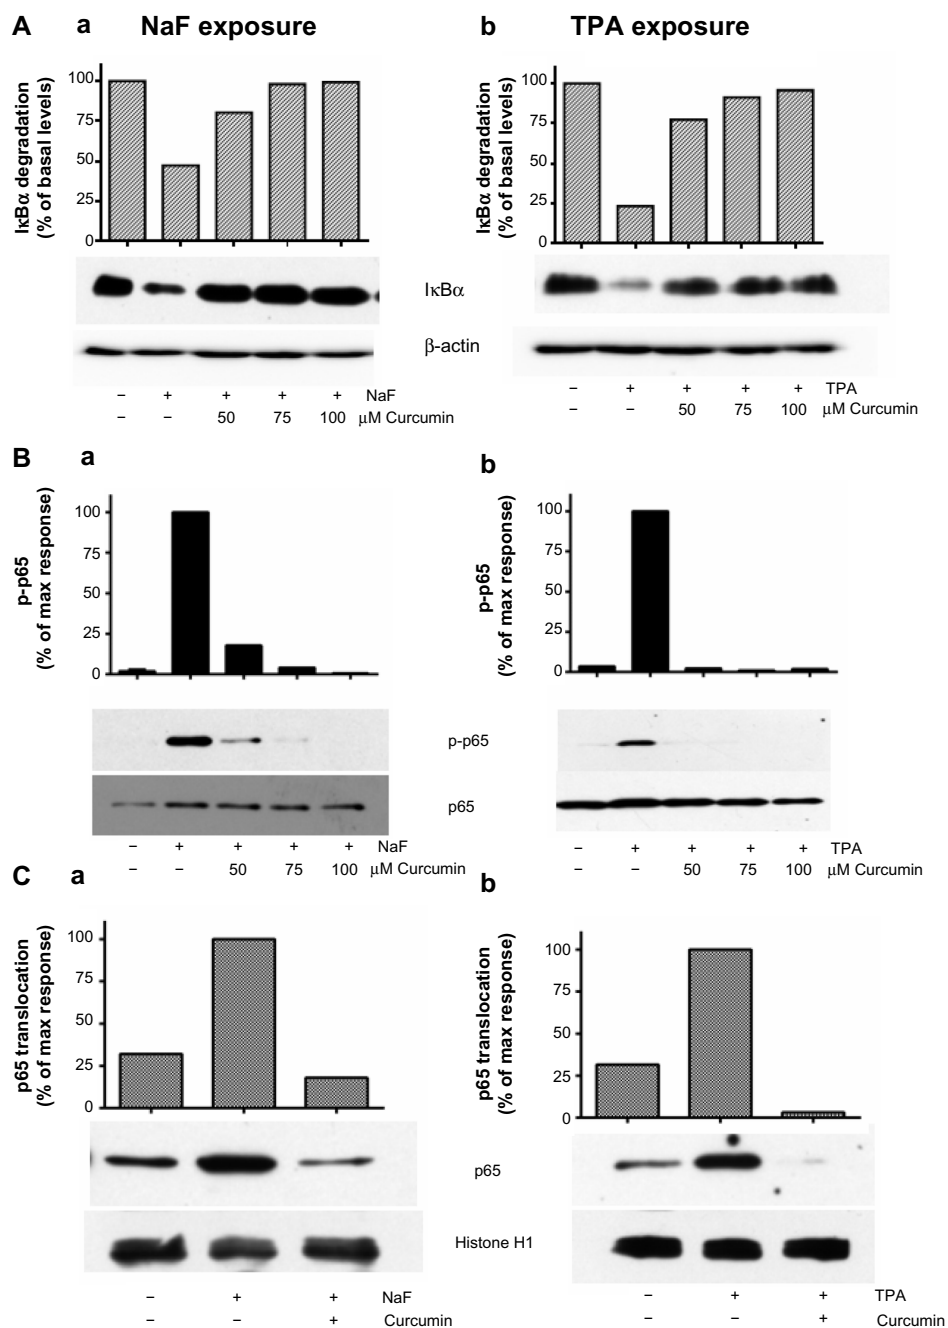 A a NaF exposure b TPA exposure
IκBα degradation
(% of basal levels)
100
75
50
25
0
IκBα degradation
(% of basal levels)
100
75
50
25
0
IκBα
β-actin
– + + + + NaF
– – 50 75 100 μM Curcumin
– + + + + TPA
– – 50 75 100 μM Curcumin
B a b
p-p65
(% of max response)
100
75
50
25
0
p-p65
(% of max response)
100
75
50
25
0
p-p65
p65
– + + + + NaF
– – 50 75 100 μM Curcumin
– + + + + TPA
– – 50 75 100 μM Curcumin
C a b
p65 translocation
(% of max response)
100
75
50
25
0
p65 translocation
(% of max response)
100
75
50
25
0
p65
Histone H1
– + + NaF
– – + Curcumin
– + + TPA
– – + Curcumin